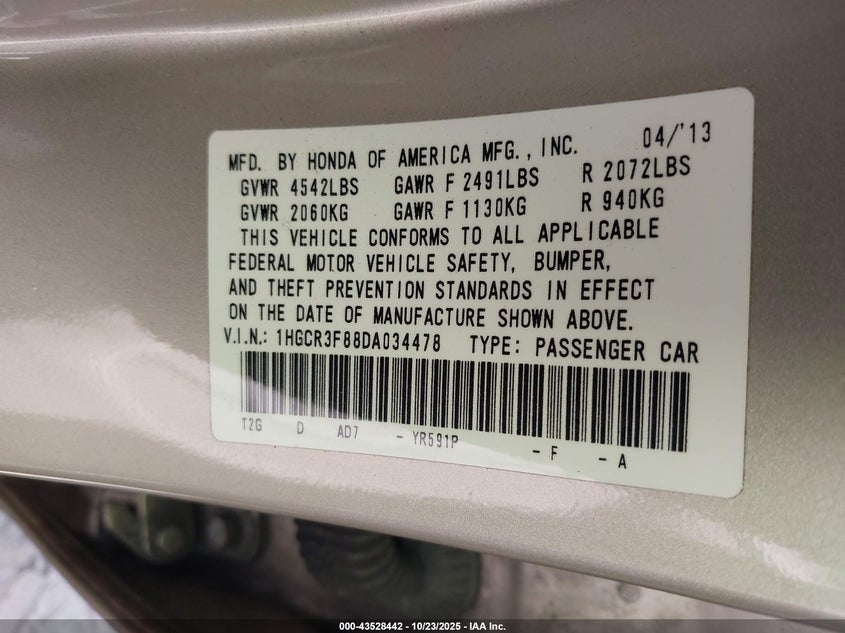 MFD. BY HONDA OF AMERICA MFG., INC. 04/'13
GVWR 4542LBS GAWR F 2491LBS R 2072LBS
GVWR 2060KG GAWR F 1130KG R 940KG
THIS VEHICLE CONFORMS TO ALL APPLICABLE
FEDERAL MOTOR VEHICLE SAFETY, BUMPER,
AND THEFT PREVENTION STANDARDS IN EFFECT
ON THE DATE OF MANUFACTURE SHOWN ABOVE.
V.I.N.: 1HGCR3F88DA034478 TYPE: PASSENGER CAR
T2G D AD7 - YR591P - F - A
000-43528442 - 10/23/2025 - IAA Inc.